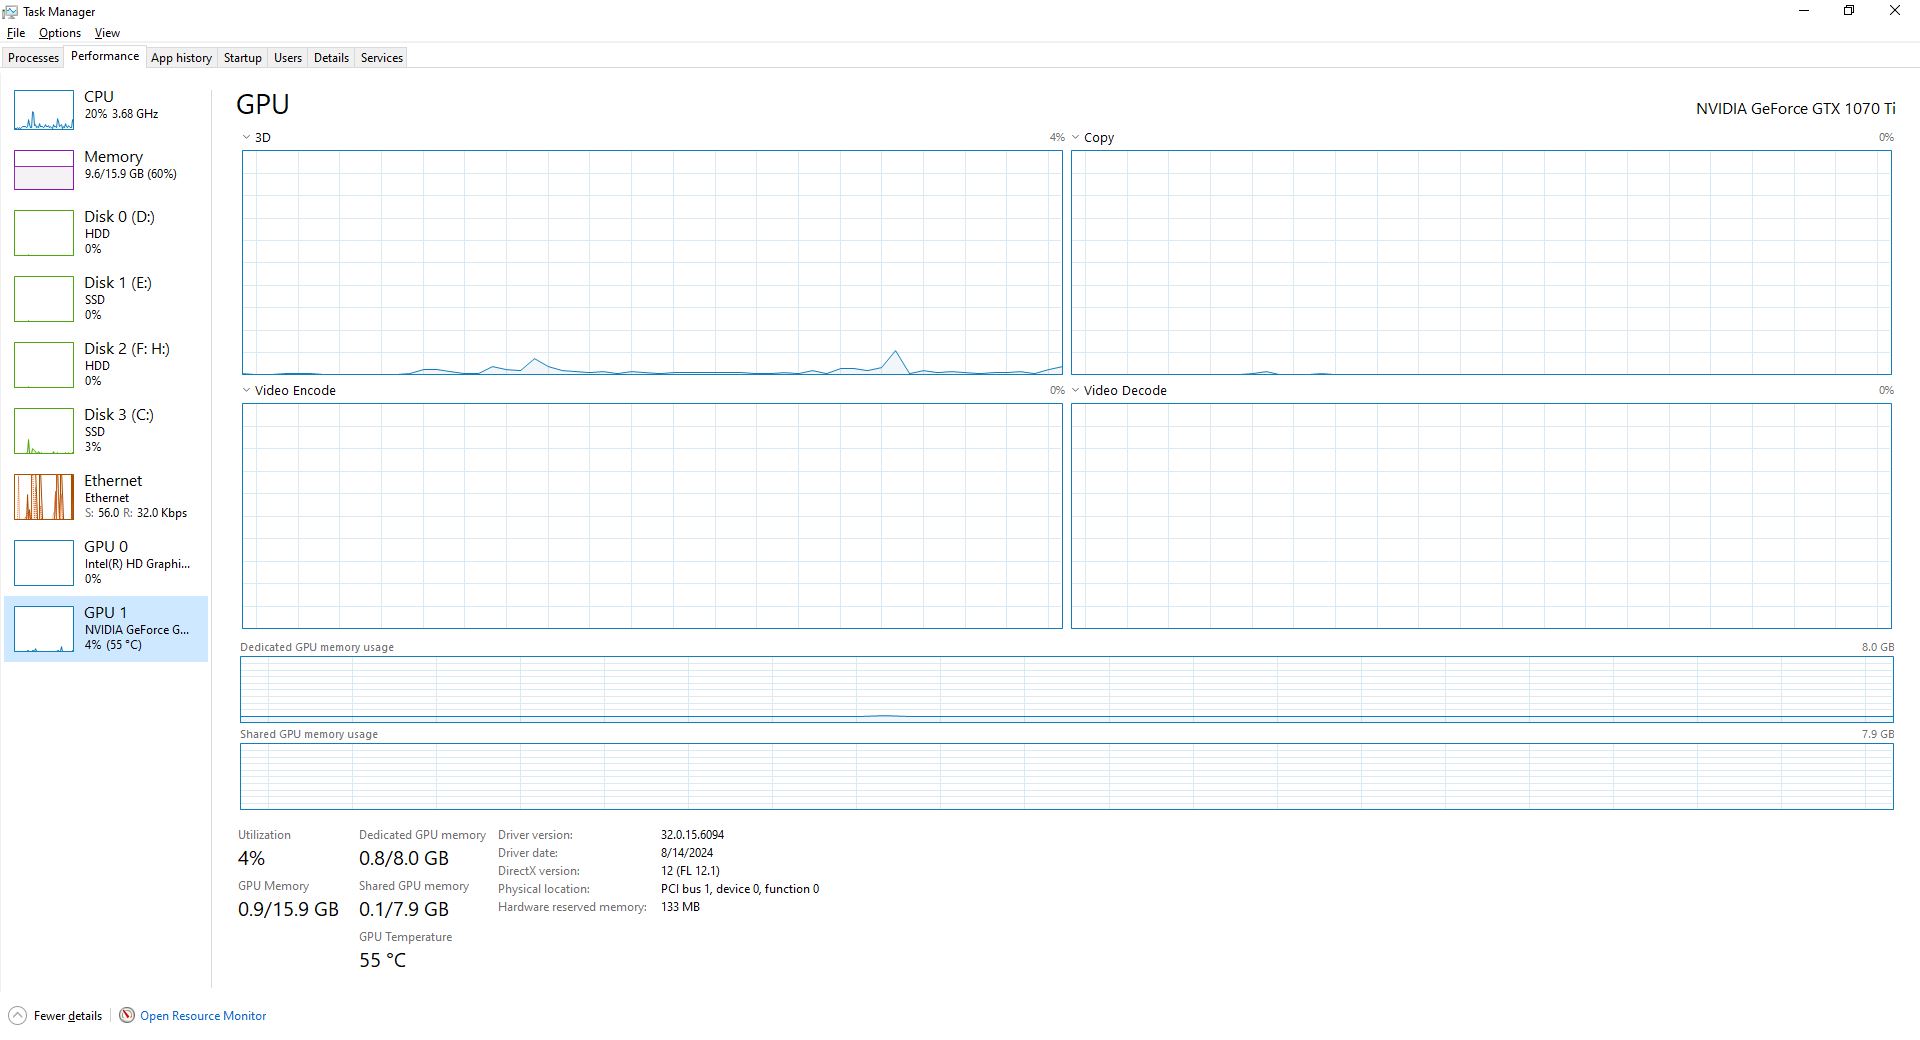 Task Manager
File Options View
Processes Performance App history Startup Users Details Services
CPU
20% 3.68 GHz
Memory
9.6/15.9 GB (60%)
Disk 0 (D:)
HDD
0%
Disk 1 (E:)
SSD
0%
Disk 2 (F: H:)
HDD
0%
Disk 3 (C:)
SSD
3%
Ethernet
Ethernet
S: 56.0 R: 32.0 Kbps
GPU 0
Intel(R) HD Graphi...
0%
GPU 1
NVIDIA GeForce G...
4% (55 °C)
GPU NVIDIA GeForce GTX 1070 Ti
3D 4% Copy 0%
Video Encode 0% Video Decode 0%
Dedicated GPU memory usage 8.0 GB
Shared GPU memory usage 7.9 GB
Utilization
4%
GPU Memory
0.9/15.9 GB
Dedicated GPU memory
0.8/8.0 GB
Shared GPU memory
0.1/7.9 GB
GPU Temperature
55 °C
Driver version: 32.0.15.6094
Driver date: 8/14/2024
DirectX version: 12 (FL 12.1)
Physical location: PCI bus 1, device 0, function 0
Hardware reserved memory: 133 MB
Fewer details Open Resource Monitor